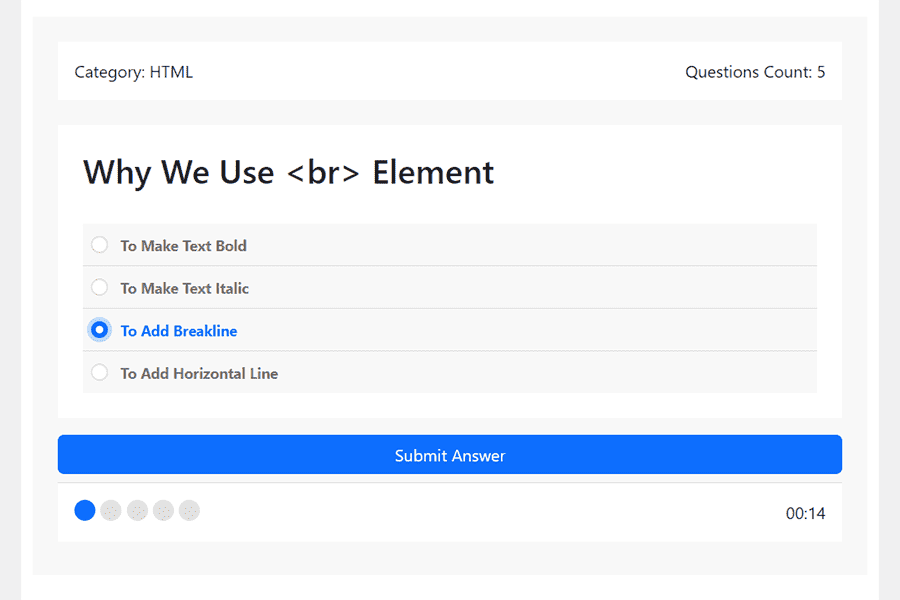 Category: HTML
Questions Count: 5
Why We Use <br> Element
To Make Text Bold
To Make Text Italic
To Add Breakline
To Add Horizontal Line
Submit Answer
00:14